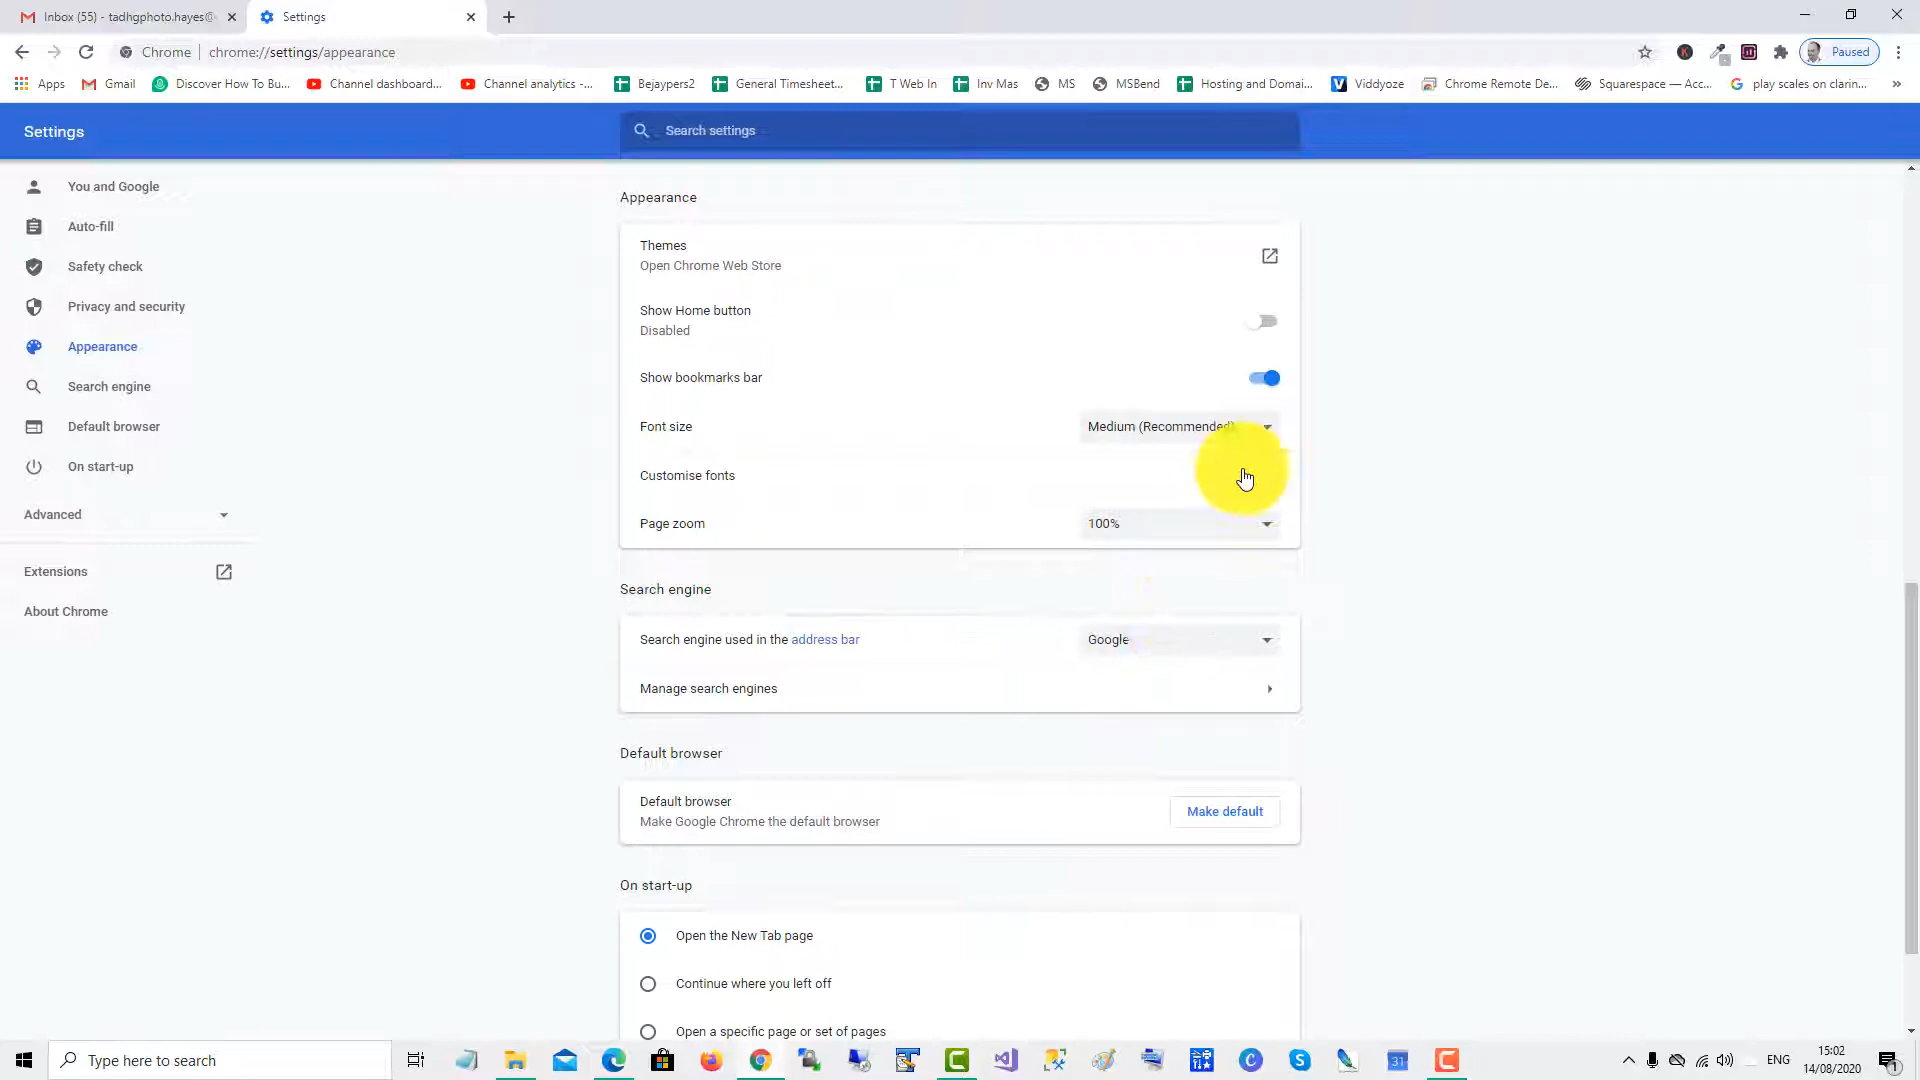 Inbox (55) - tadhgphoto.hayes@
Settings
Chrome
chrome://settings/appearance
Paused
Apps
Gmail
Discover How To Bu...
Channel dashboard...
Channel analytics -...
Bejaypers2
General Timesheet...
T Web In
Inv Mas
MS
MSBend
Hosting and Domai...
Viddyoze
Chrome Remote De...
Squarespace — Acc...
play scales on clarin...
Settings
Search settings
You and Google
Auto-fill
Safety check
Privacy and security
Appearance
Search engine
Default browser
On start-up
Advanced
Extensions
About Chrome
Appearance
Themes
Open Chrome Web Store
Show Home button
Disabled
Show bookmarks bar
Font size
Medium (Recommended)
Customise fonts
Page zoom
100%
Search engine
Search engine used in the address bar
Google
Manage search engines
Default browser
Default browser
Make Google Chrome the default browser
Make default
On start-up
Open the New Tab page
Continue where you left off
Open a specific page or set of pages
Type here to search
31
ENG
15:02
14/08/2020
1